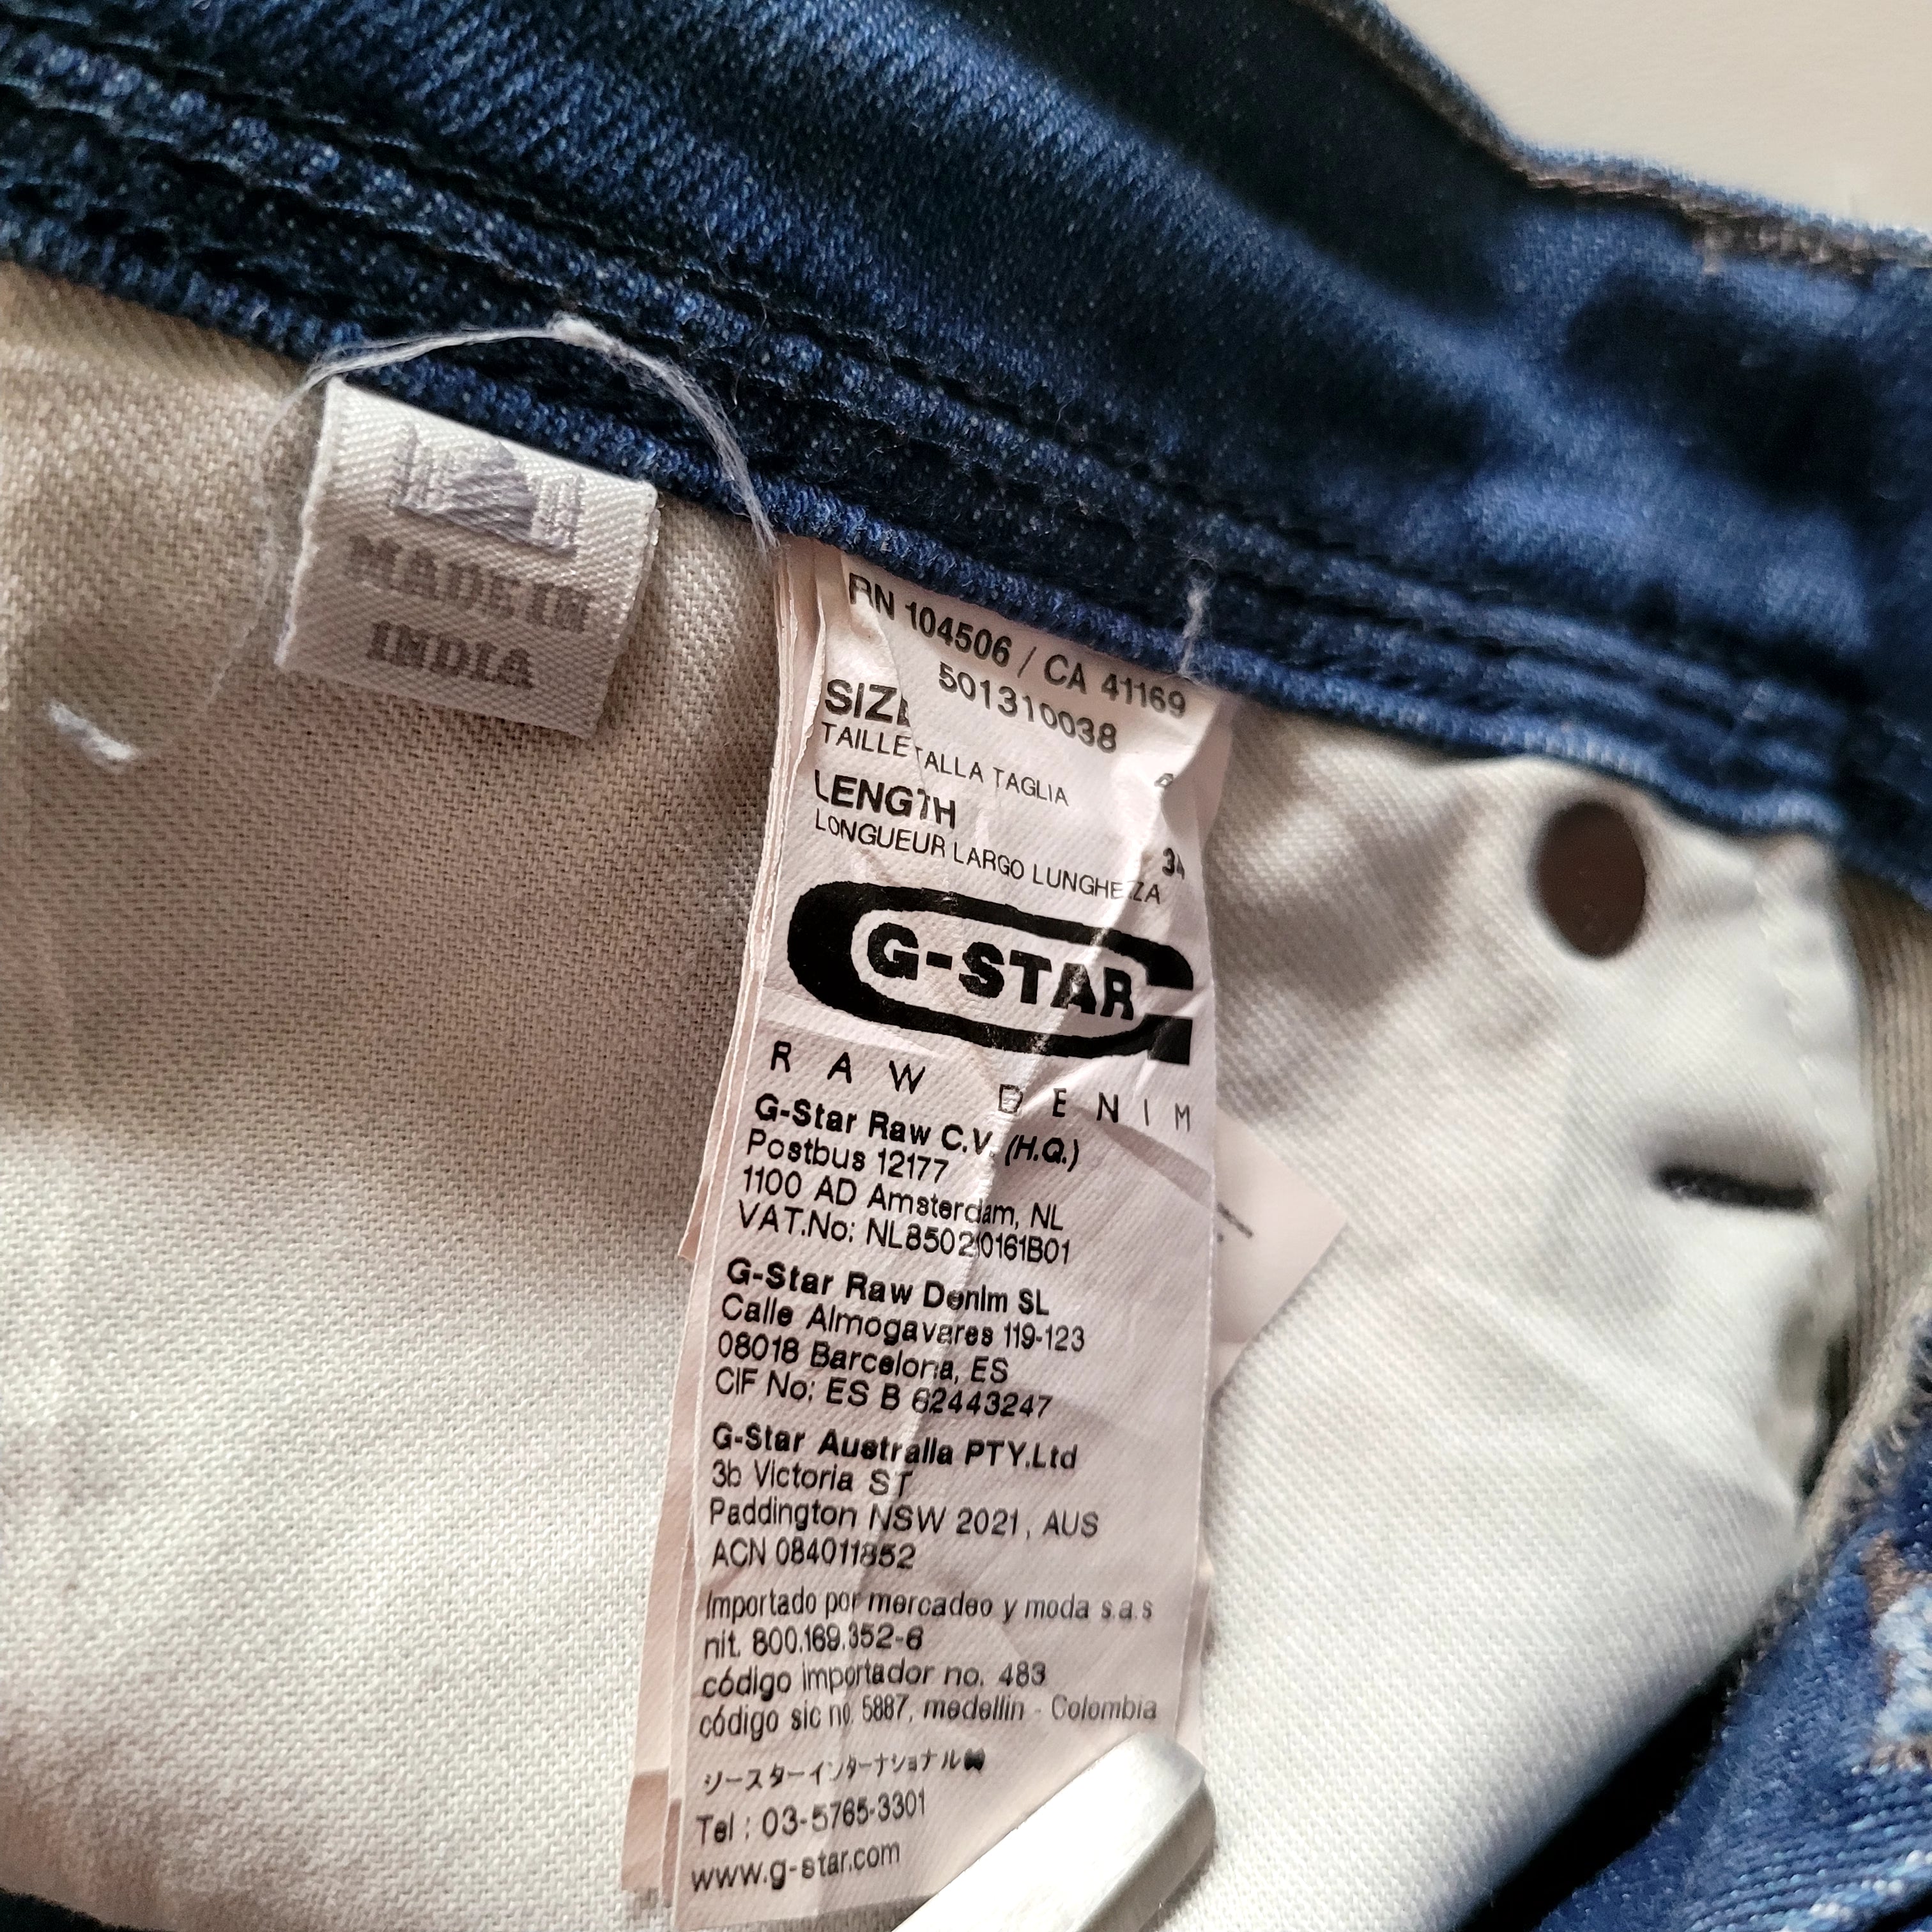 MADE IN
INDIA
RN 104506 / CA 41169
501310038
SIZE
TAILLE TALLA TAGLIA
LENGTH
34
LONGUEUR LARGO LUNGHEZZA
G-STAR
RAW DENIM
G-Star Raw C.V. (H.Q.)
Postbus 12177
1100 AD Amsterdam, NL
VAT.No: NL850210161B01
G-Star Raw Denim SL
Calle Almogavares 119-123
08018 Barcelona, ES
CIF No: ES B 62443247
G-Star Australia PTY.Ltd
3b Victoria ST
Paddington NSW 2021, AUS
ACN 084011852
Importado por mercadeo y moda s.a.s
nit. 800.169.352-6
código importador no. 483
código sic no. 5887, medellin - Colombia
ジースターインターナショナル㈱
Tel : 03-5765-3301
www.g-star.com